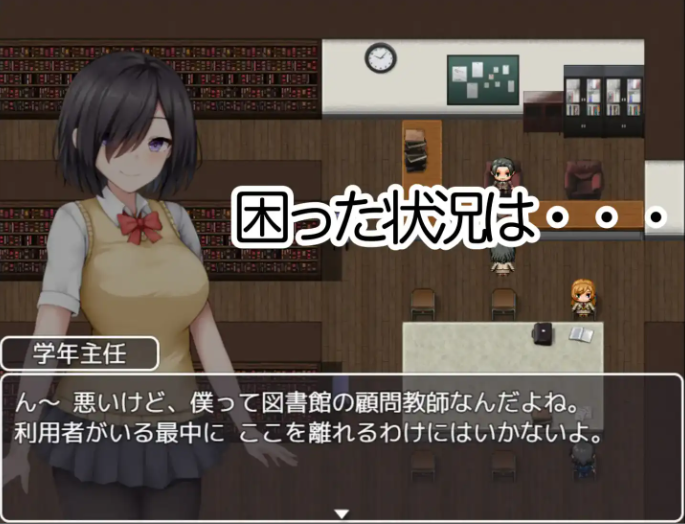 困った状況は・・・
学年主任
ん～ 悪いけど、僕って図書館の顧問教師なんだよね。
利用者がいる最中に ここを離れるわけにはいかないよ。